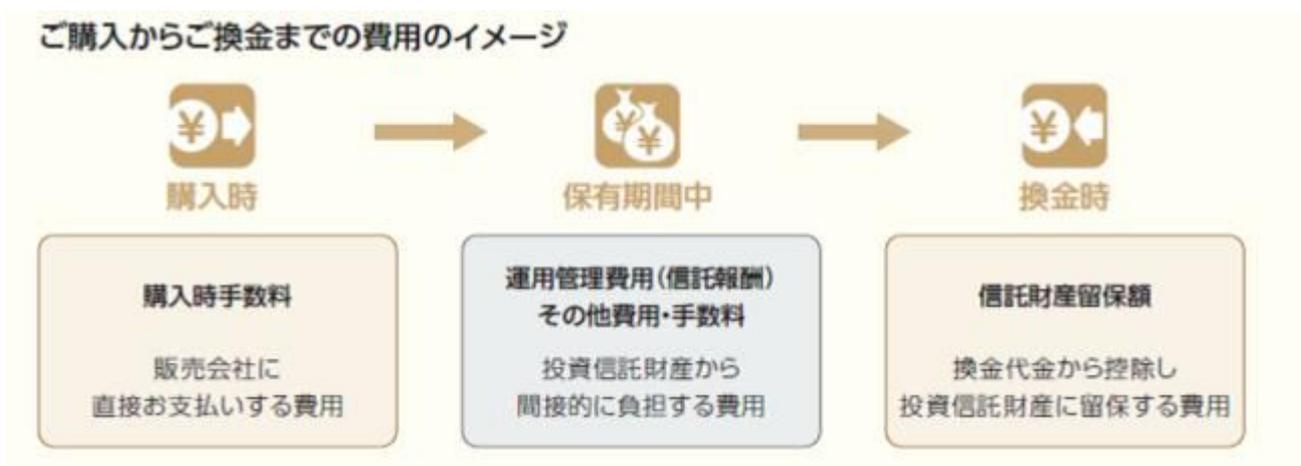 ご購入からご換金までの費用のイメージ
¥
¥ ¥
¥
購入時
保有期間中
換金時
購入時手数料
販売会社に
直接お支払いする費用
運用管理費用(信託報酬)
その他費用・手数料
投資信託財産から
間接的に負担する費用
信託財産留保額
換金代金から控除し
投資信託財産に留保する費用